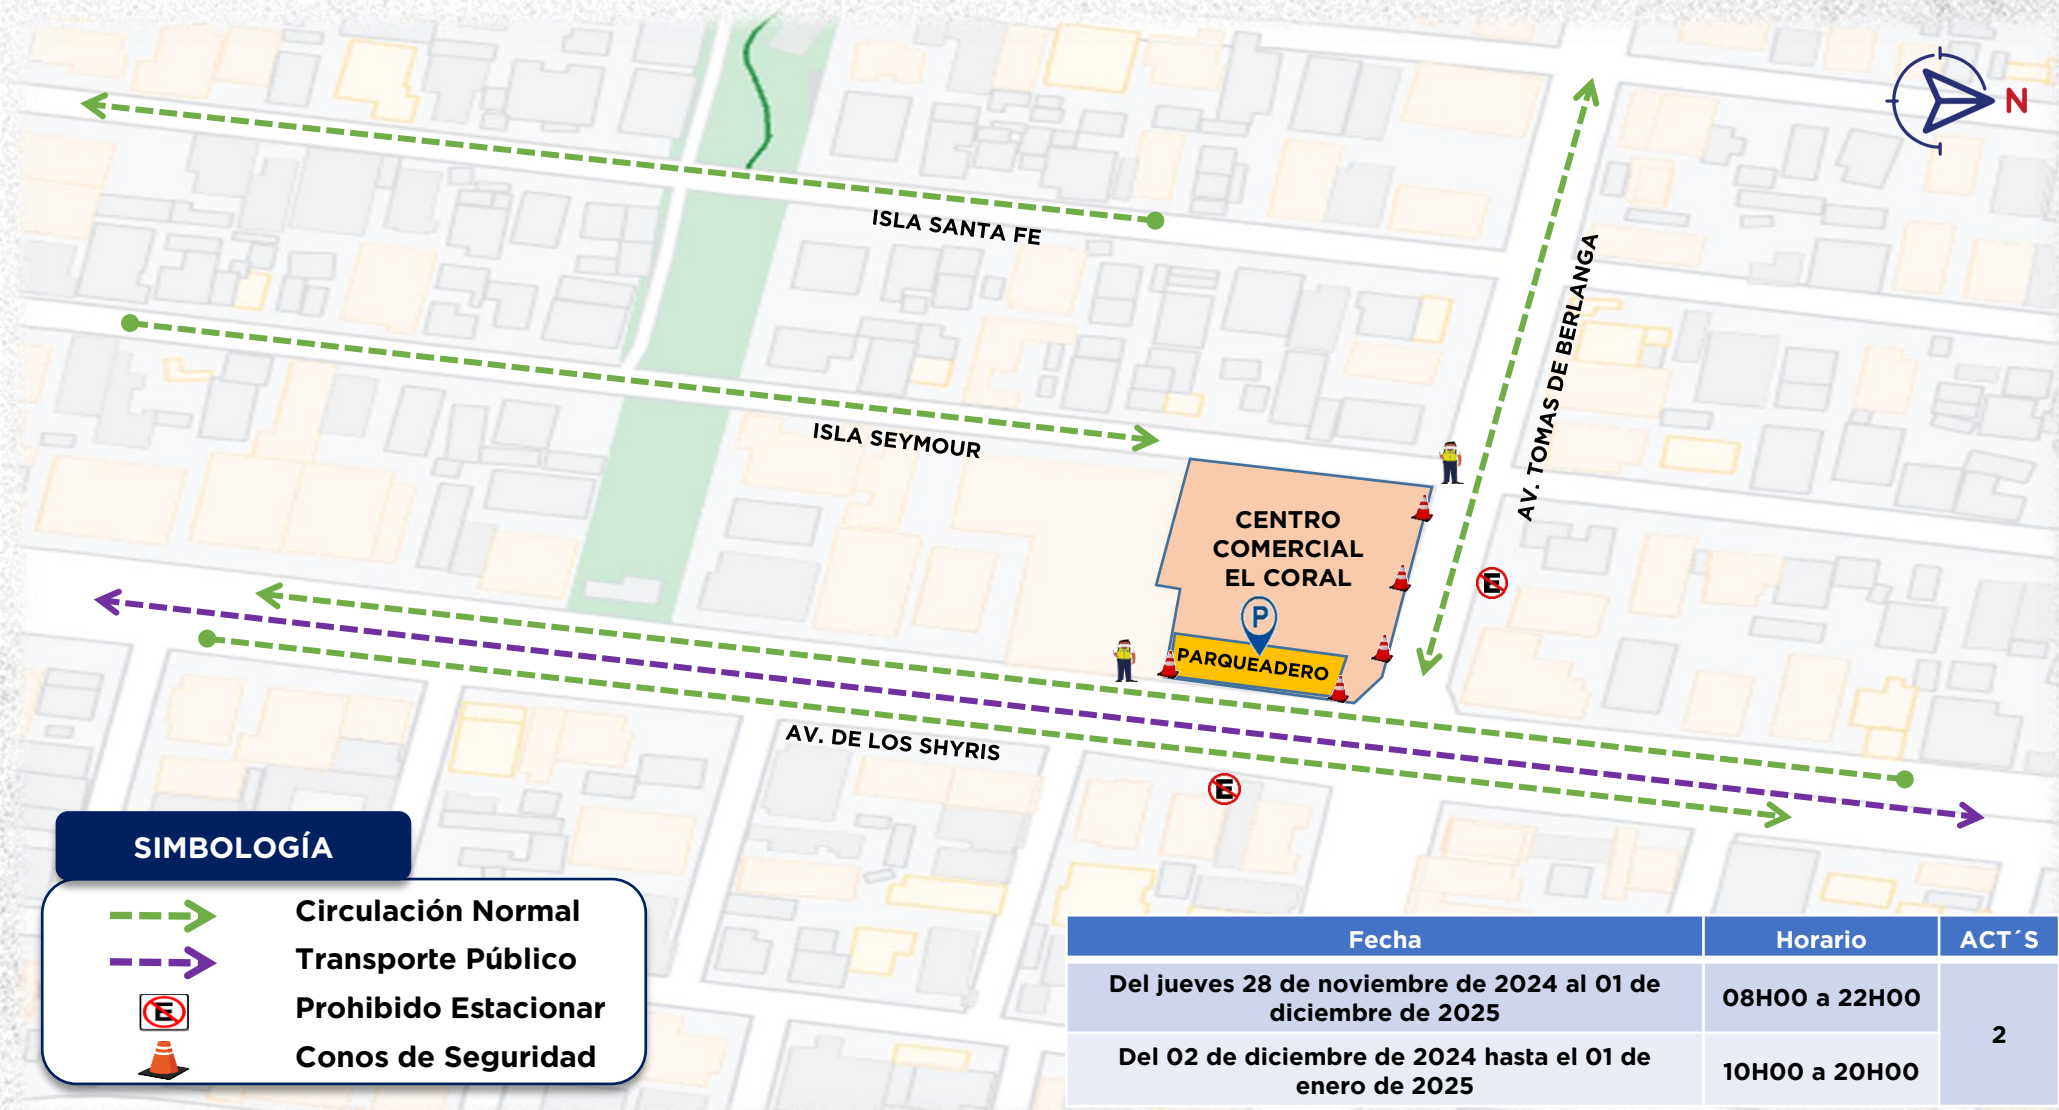 N
ISLA SANTA FE
AV. TOMAS DE BERLANGA
ISLA SEYMOUR
CENTRO
COMERCIAL
EL CORAL
P
PARQUEADERO
E
AV. DE LOS SHYRIS
E
SIMBOLOGÍA
Circulación Normal
Transporte Público
E
Prohibido Estacionar
Conos de Seguridad
Fecha
Horario
ACT´S
Del jueves 28 de noviembre de 2024 al 01 de
diciembre de 2025
08H00 a 22H00
2
Del 02 de diciembre de 2024 hasta el 01 de
enero de 2025
10H00 a 20H00